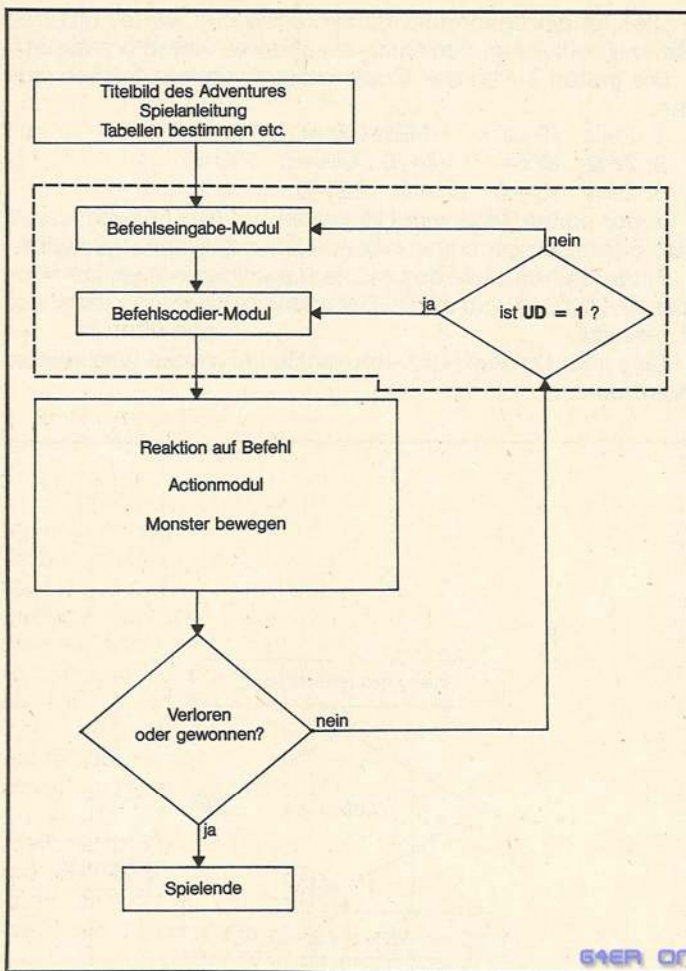 Titelbild des Adventures
Spielanleitung
Tabellen bestimmen etc.
Befehlseingabe-Modul
nein
Befehlscodier-Modul
ja
ist UD = 1 ?
Reaktion auf Befehl
Actionmodul
Monster bewegen
Verloren
oder gewonnen?
nein
ja
Spielende
64ER ON